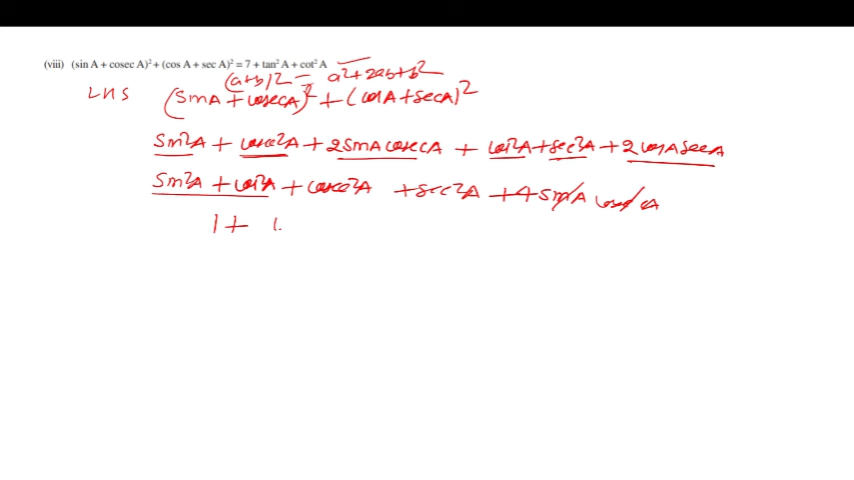 (viii) (sin A + cosec A)² + (cos A + sec A)² = 7 + tan² A + cot² A
(a+b)² = a²+2ab+b²
LHS (sinA + cosecA)² + (cosA + secA)²
sin²A + cosec²A + 2sinA cosecA + cos²A + sec²A + 2cosA secA
sin²A + cos²A + cosec²A + sec²A + 4 sinA cosecA
1 +